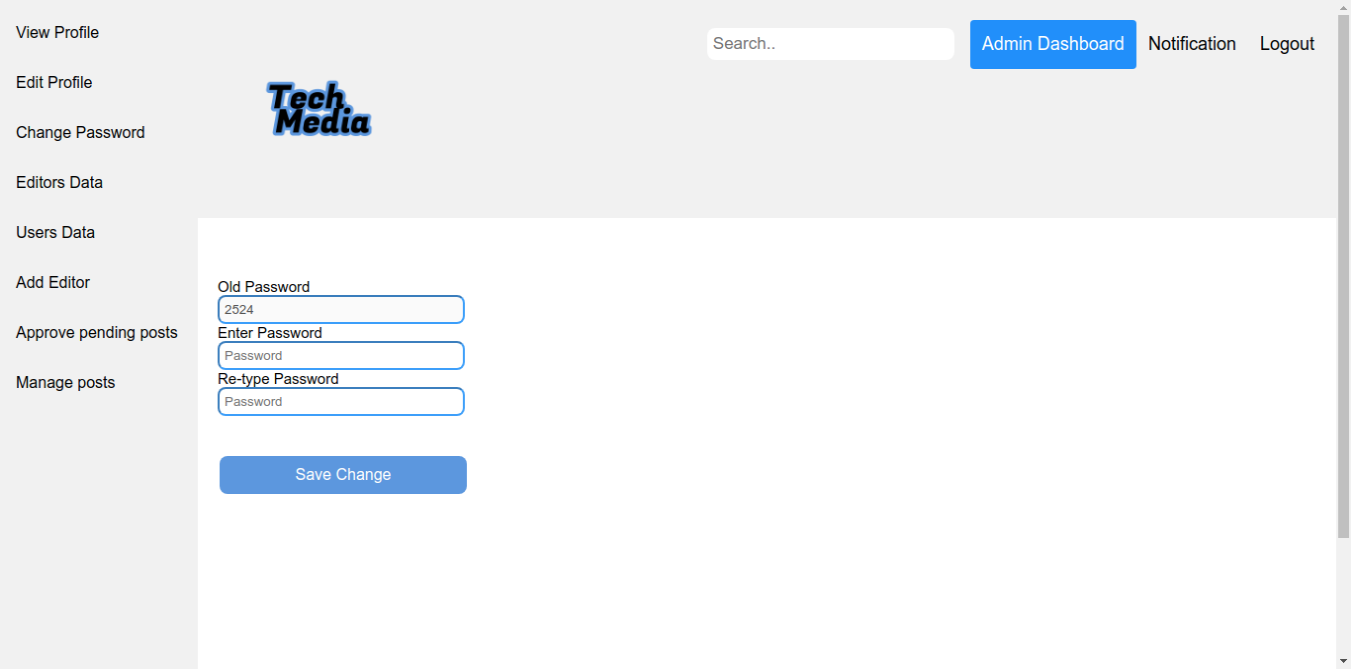 View Profile
Edit Profile
Change Password
Editors Data
Users Data
Add Editor
Approve pending posts
Manage posts
Search..
Admin Dashboard
Notification
Logout
Tech
Media
Old Password
2524
Enter Password
Password
Re-type Password
Password
Save Change